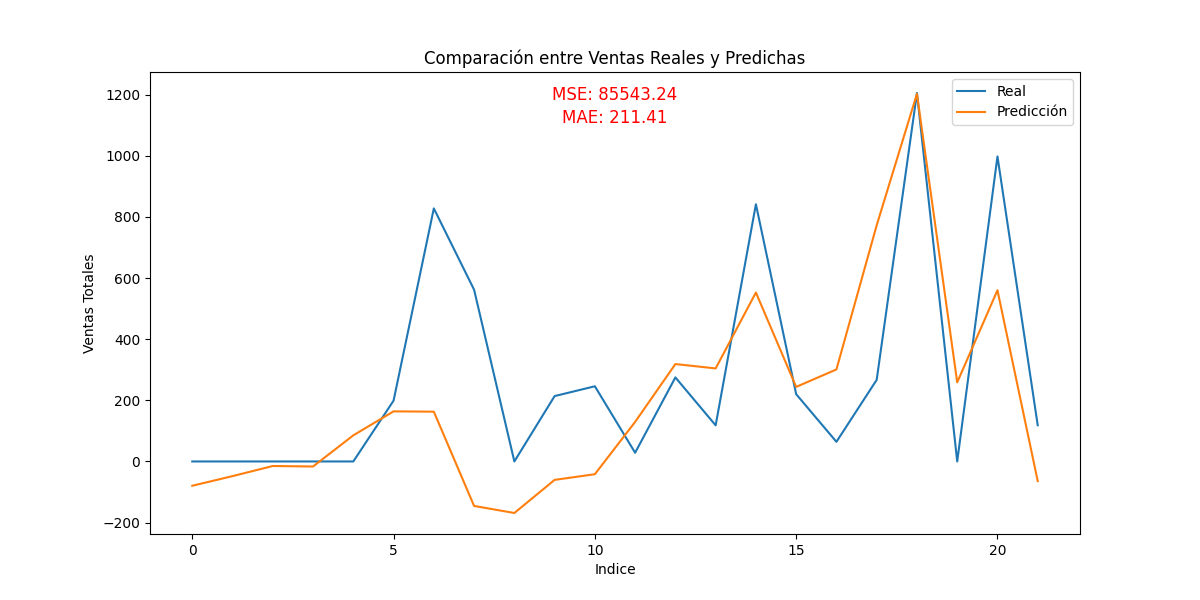 Comparación entre Ventas Reales y Predichas
MSE: 85543.24
MAE: 211.41
Real
Predicción
Ventas Totales
1200
1000
800
600
400
200
0
−200
0
5
10
15
20
Indice